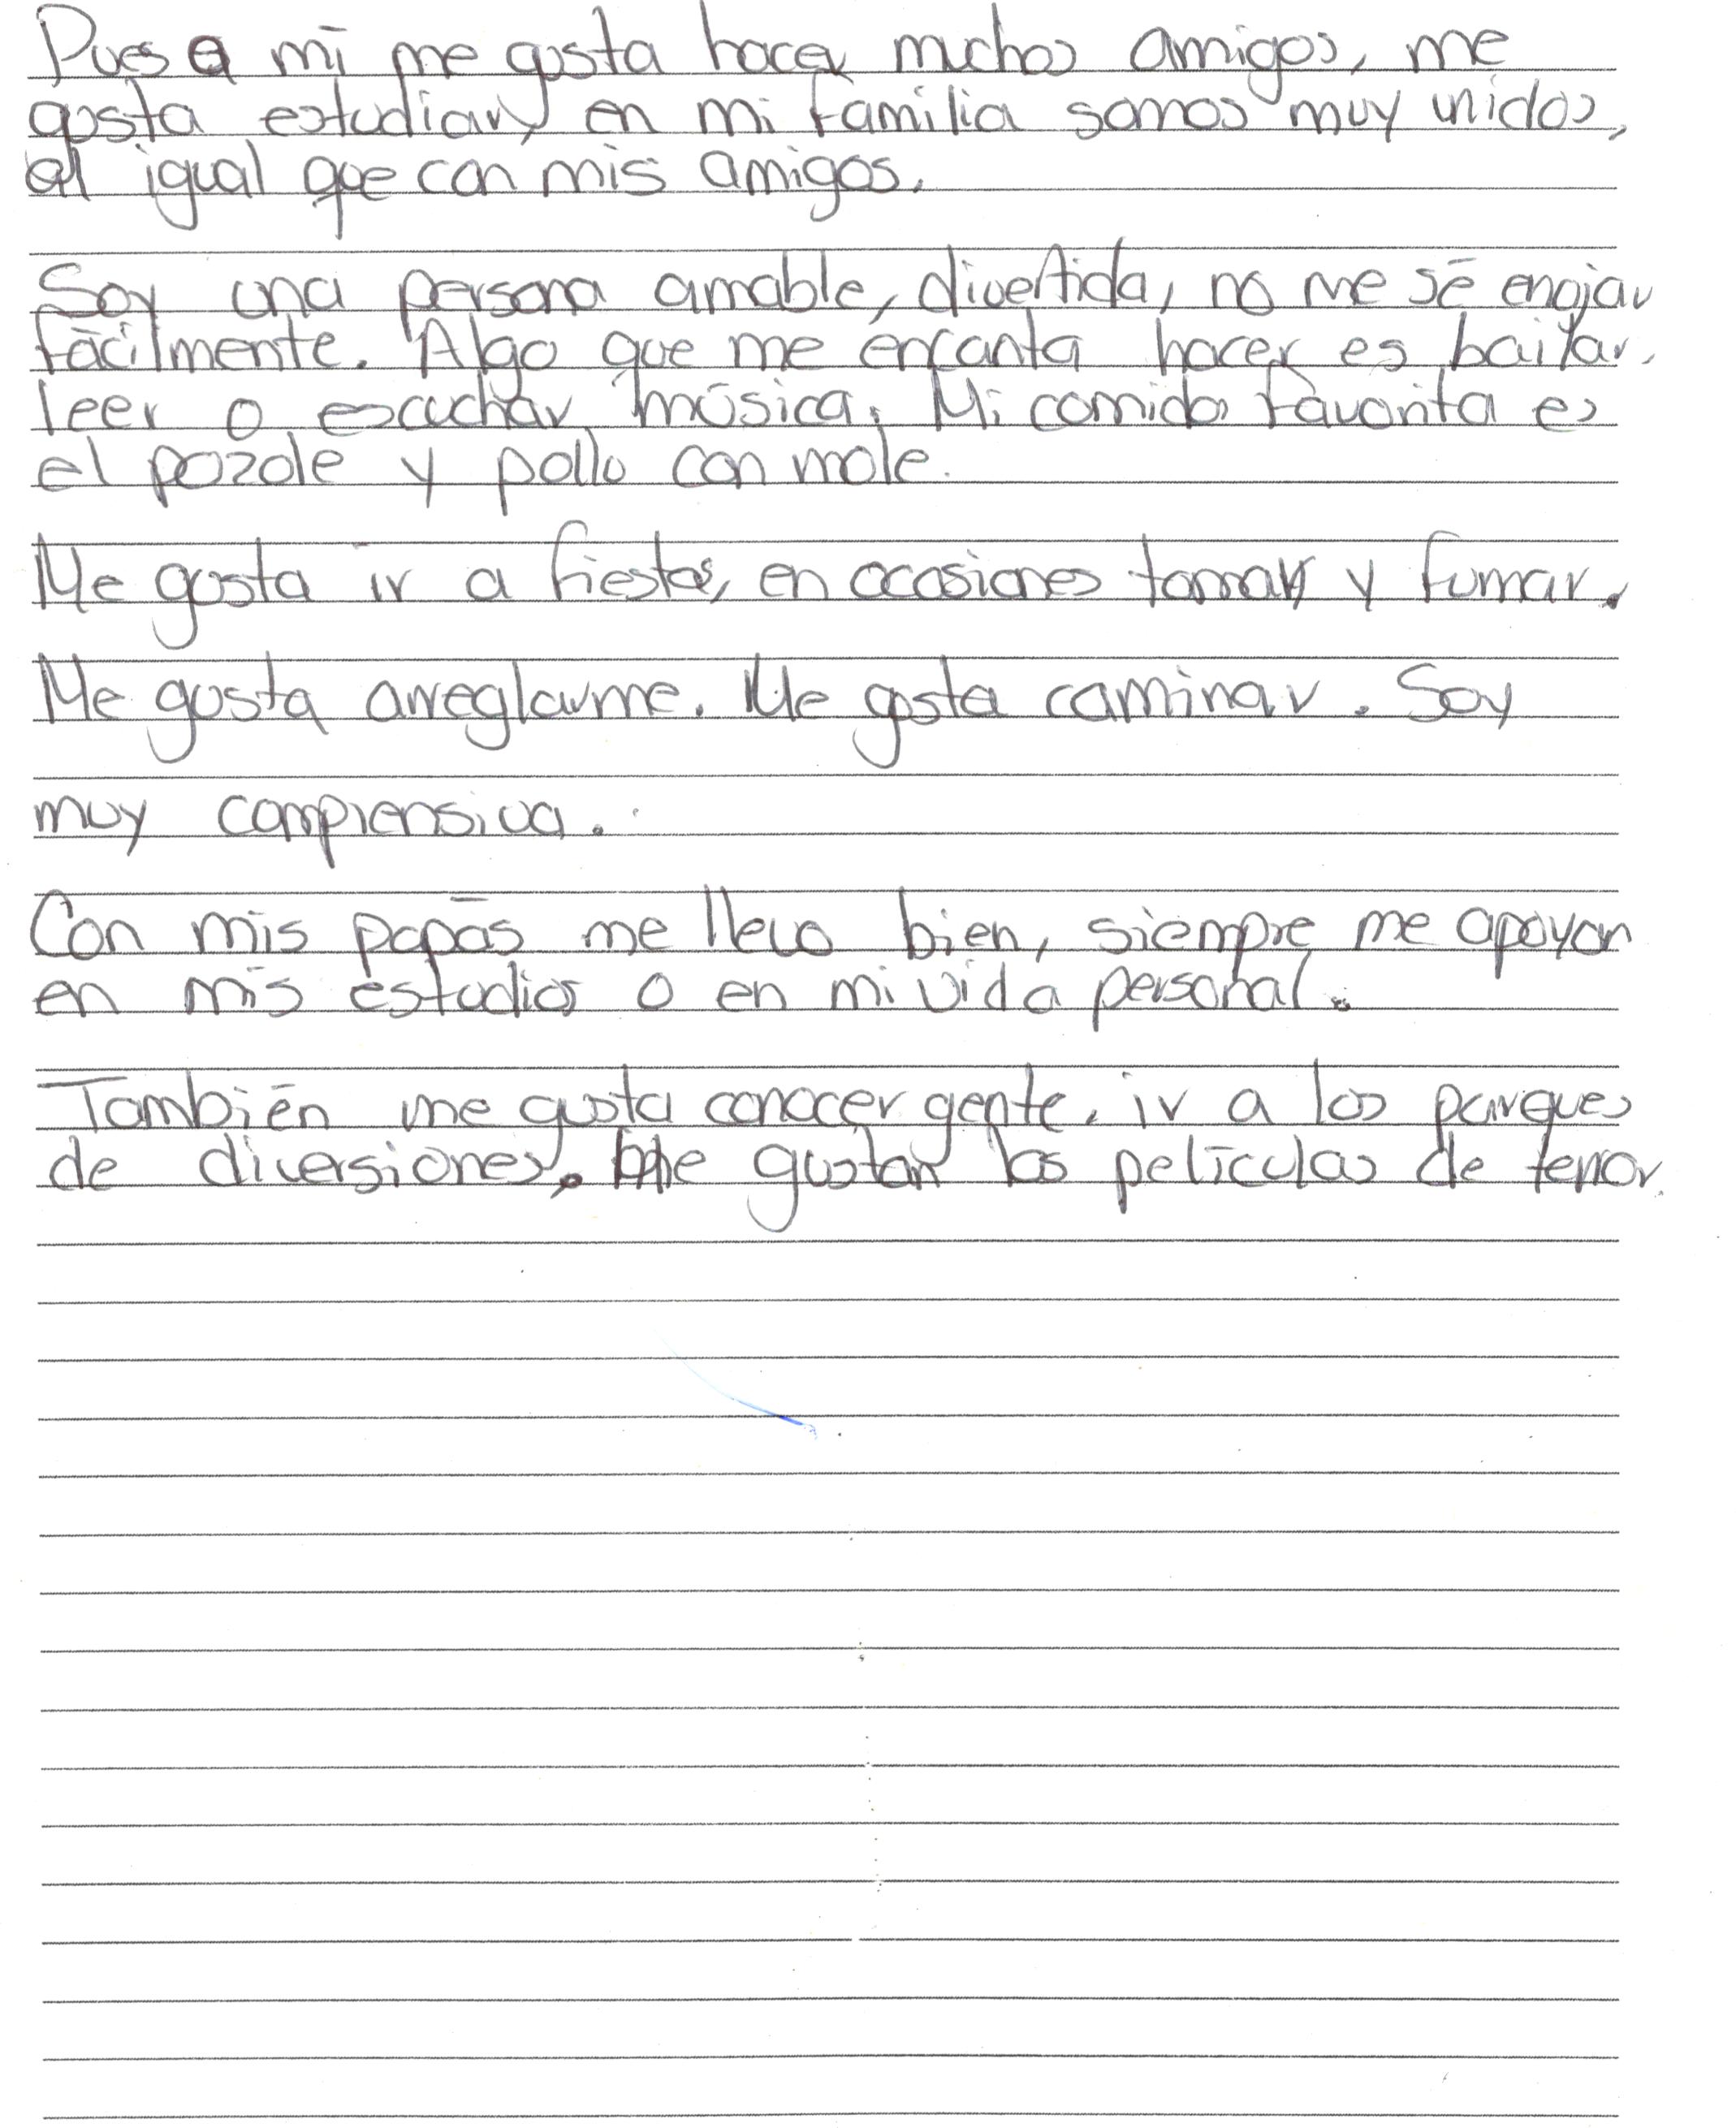 Pues a mí me gusta hacer muchos amigos, me
gusta estudiar, en mi familia somos muy unidos,
al igual que con mis amigos.
Soy una persona amable, divertida, no me sé enojar
fácilmente. Algo que me encanta hacer es bailar,
leer o escuchar música. Mi comida favorita es
el pozole y pollo con mole.
Me gusta ir a fiestas, en ocasiones tomar y fumar.
Me gusta arreglarme. Me gusta caminar. Soy
muy comprensiva.
Con mis papás me llevo bien, siempre me apoyan
en mis estudios o en mi vida personal.
También me gusta conocer gente, ir a los parques
de diversiones. Me gustan las películas de terror.